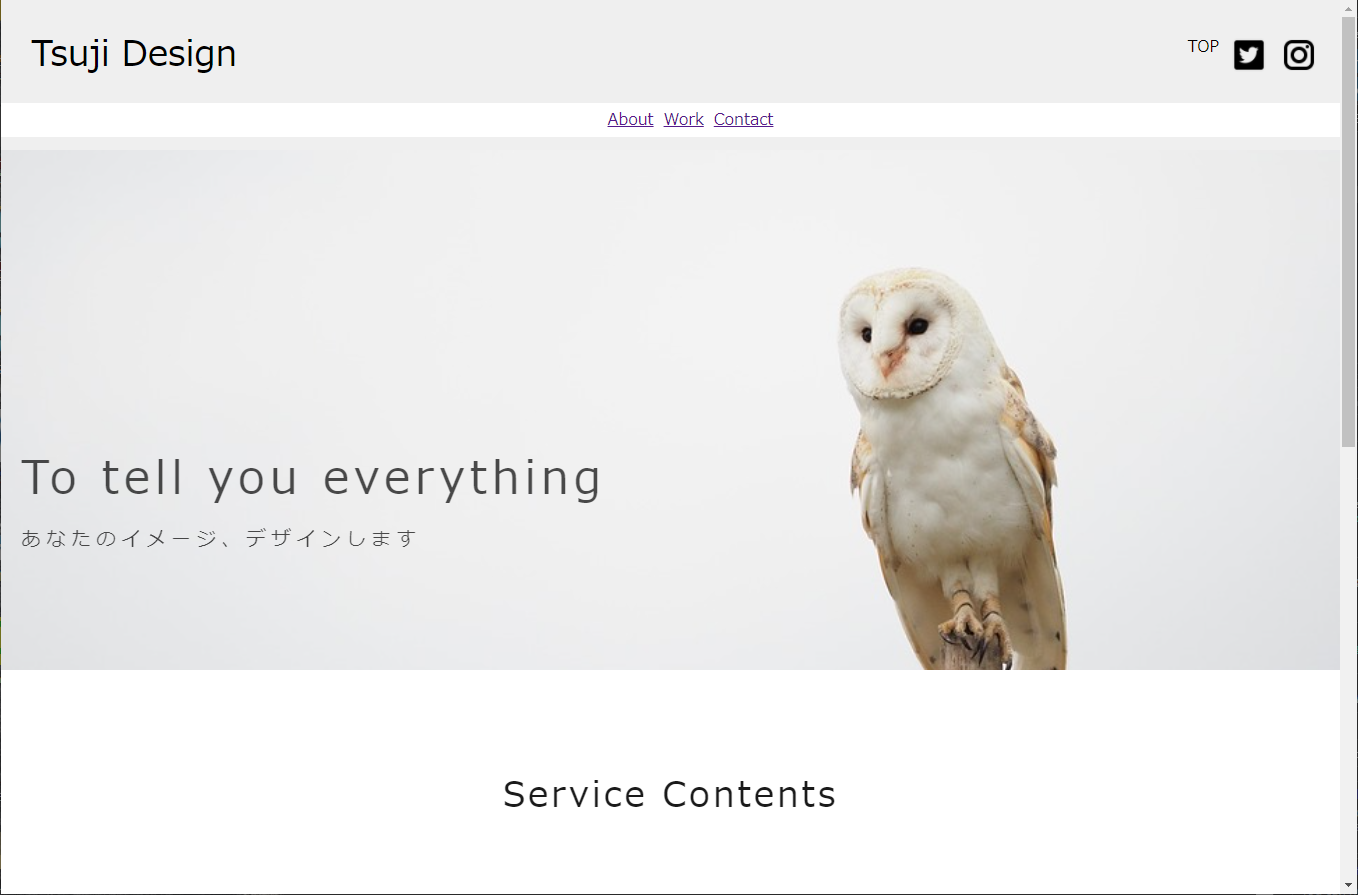 Tsuji Design
TOP
About Work Contact
To tell you everything
あなたのイメージ、デザインします
Service Contents